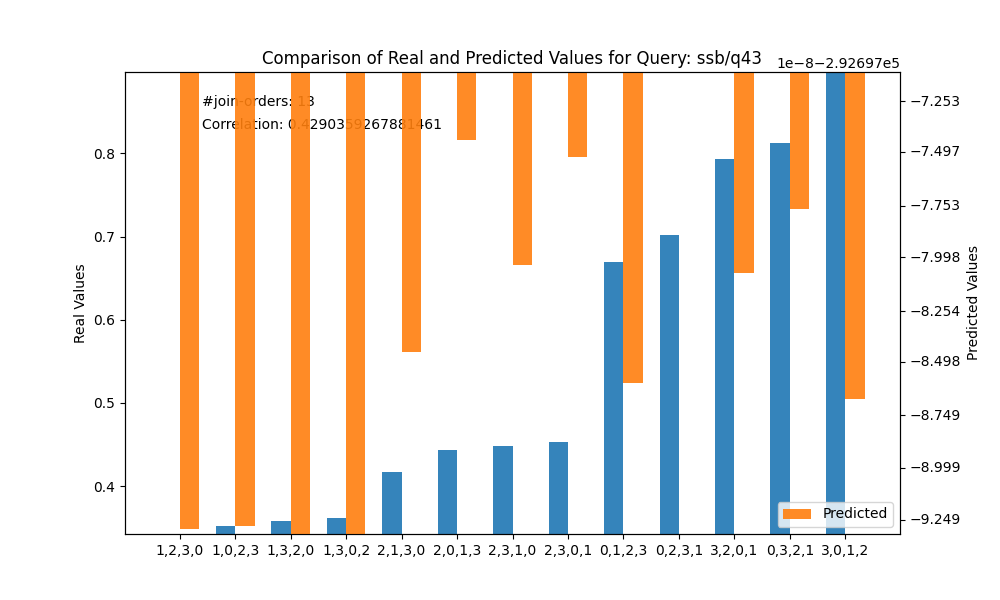 Comparison of Real and Predicted Values for Query: ssb/q43
1e−8−2.92697e5
#join-orders: 13
Correlation: 0.4290359267881461
0.8
0.7
0.6
0.5
0.4
Real Values
−7.253
−7.497
−7.753
−7.998
−8.254
−8.498
−8.749
−8.999
−9.249
Predicted Values
Predicted
1,2,3,0 1,0,2,3 1,3,2,0 1,3,0,2 2,1,3,0 2,0,1,3 2,3,1,0 2,3,0,1 0,1,2,3 0,2,3,1 3,2,0,1 0,3,2,1 3,0,1,2